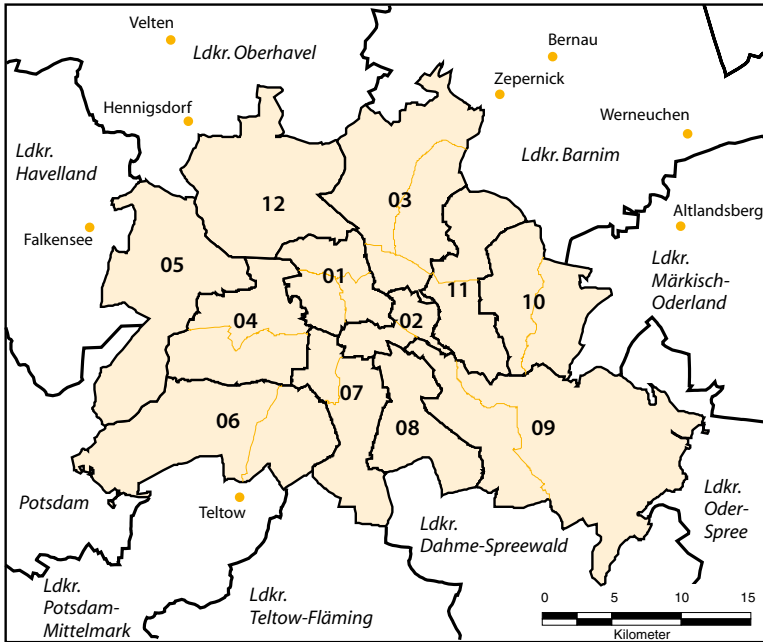 Velten
Bernau
Ldkr. Oberhavel
Zepernick
Hennigsdorf
Werneuchen
Ldkr.
Havelland
Ldkr. Barnim
12
03
Altlandsberg
Falkensee
Ldkr.
Märkisch-
Oderland
05
01
11
10
04
02
07
06
08
09
Potsdam
Teltow
Ldkr.
Oder-
Spree
Ldkr.
Dahme-Spreewald
Ldkr.
Potsdam-
Mittelmark
Ldkr.
Teltow-Fläming
0 5 10 15
Kilometer